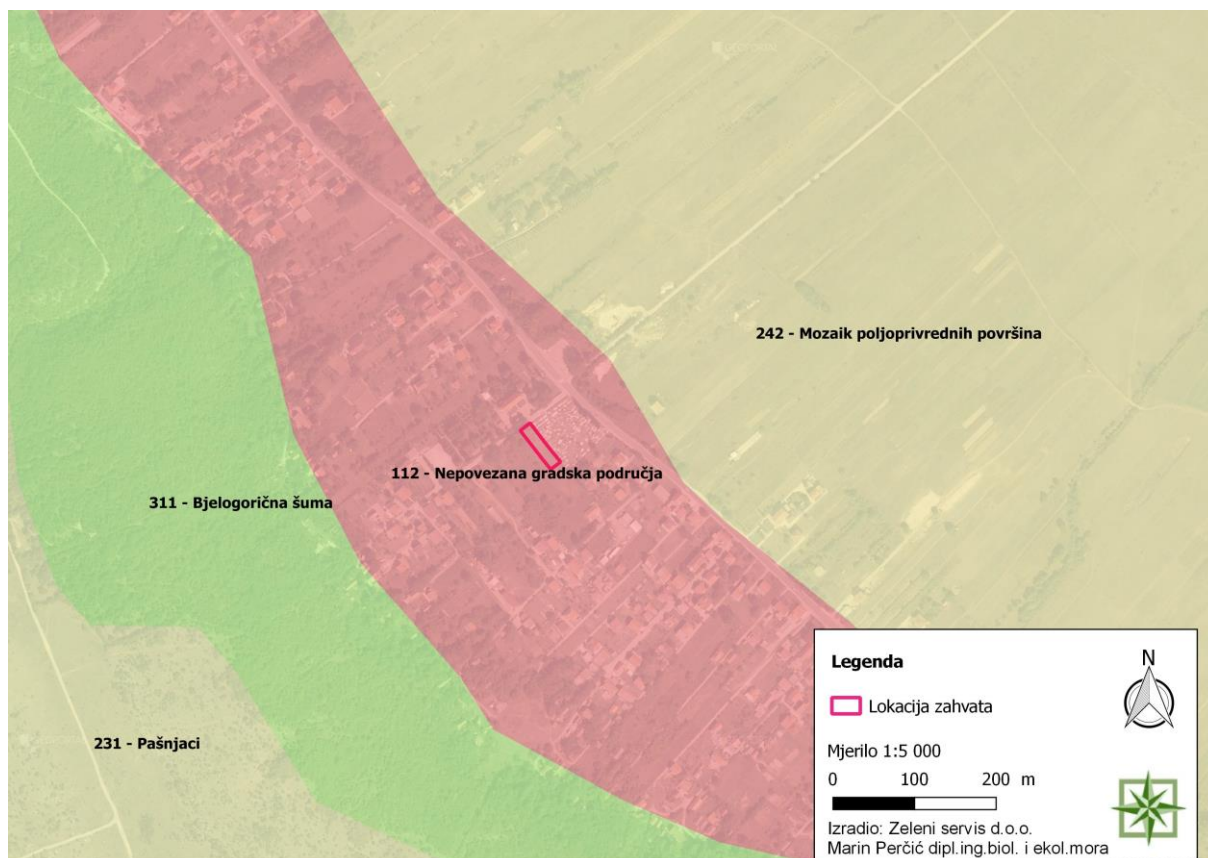 242 - Mozaik poljoprivrednih površina
112 - Nepovezana gradska područja
311 - Bjelogorična šuma
231 - Pašnjaci
Legenda
N
Lokacija zahvata
Mjerilo 1:5 000
0 100 200 m
Izradio: Zeleni servis d.o.o.
Marin Perčić dipl.ing.biol. i ekol.mora